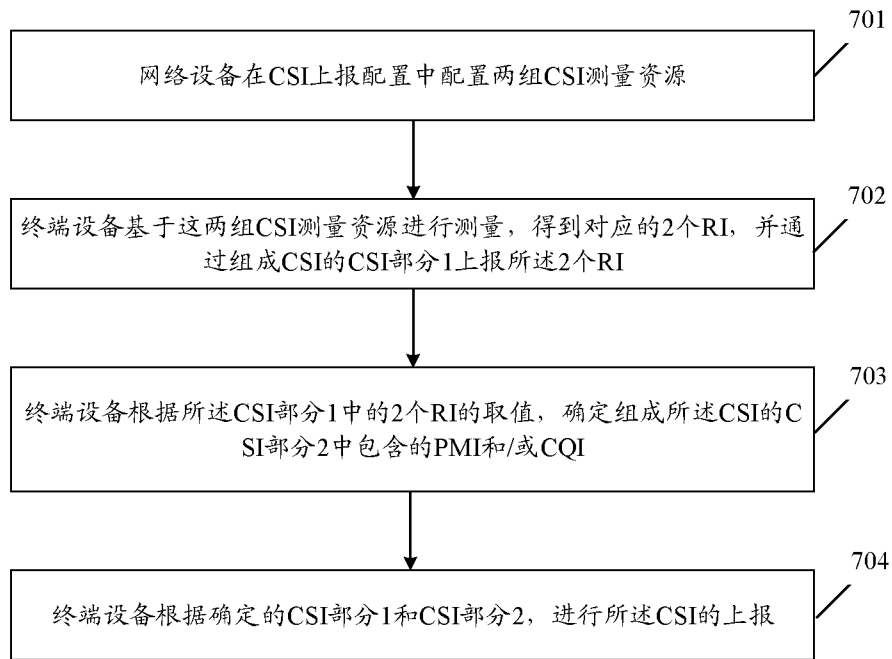 701
网络设备在CSI上报配置中配置两组CSI测量资源
702
终端设备基于这两组CSI测量资源进行测量，得到对应的2个RI，并通
过组成CSI的CSI部分1上报所述2个RI
703
终端设备根据所述CSI部分1中的2个RI的取值，确定组成所述CSI的C
SI部分2中包含的PMI和/或CQI
704
终端设备根据确定的CSI部分1和CSI部分2，进行所述CSI的上报